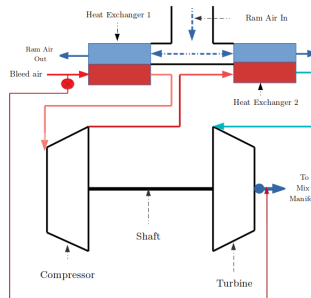 Heat Exchanger 1
Ram Air In
Ram Air
Out
Bleed air
Heat Exchanger 2
To
Mix
Manif
Shaft
Compressor
Turbine